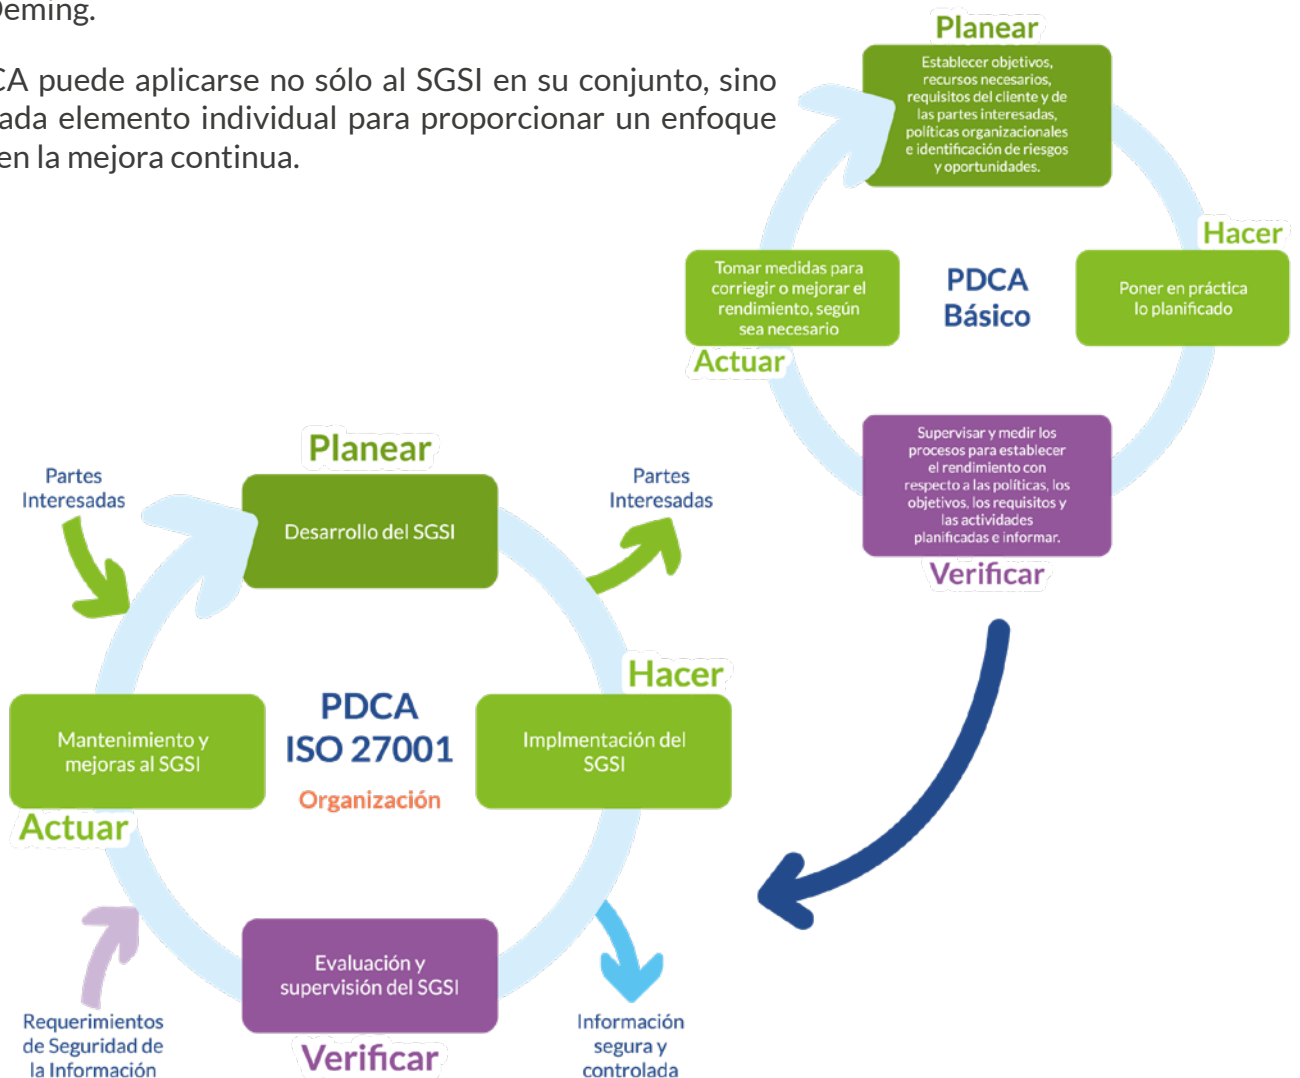 Deming.
CA puede aplicarse no sólo al SGSI en su conjunto, sino
ada elemento individual para proporcionar un enfoque
en la mejora continua.
Planear
Establecer objetivos,
recursos necesarios,
requisitos del cliente y de
las partes interesadas,
políticas organizacionales
e identificación de riesgos
y oportunidades.
Hacer
Poner en práctica
lo planificado
PDCA
Básico
Tomar medidas para
corriegir o mejorar el
rendimiento, según
sea necesario
Actuar
Supervisar y medir los
procesos para establecer
el rendimiento con
respecto a las políticas, los
objetivos, los requisitos y
las actividades
planificadas e informar.
Verificar
Planear
Desarrollo del SGSI
Partes
Interesadas
Partes
Interesadas
Hacer
Implmentación del
SGSI
PDCA
ISO 27001
Organización
Mantenimiento y
mejoras al SGSI
Actuar
Evaluación y
supervisión del SGSI
Verificar
Requerimientos
de Seguridad de
la Información
Información
segura y
controlada